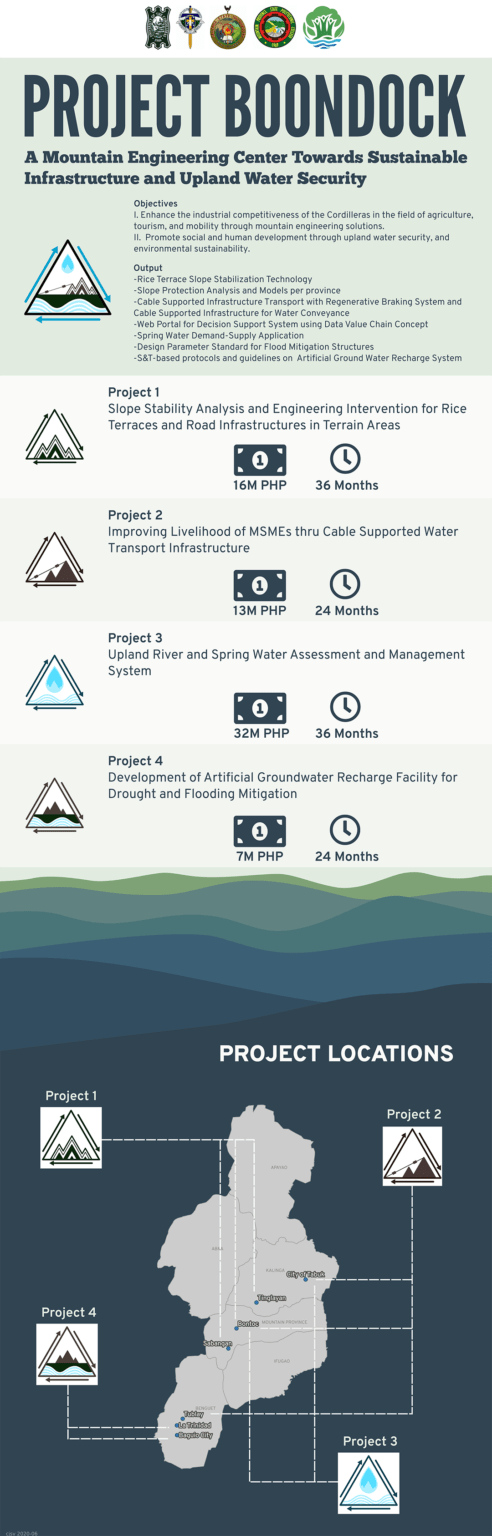 PROJECT BOONDOCK
A Mountain Engineering Center Towards Sustainable
Infrastructure and Upland Water Security
Objectives
I. Enhance the industrial competitiveness of the Cordilleras in the field of agriculture,
tourism, and mobility through mountain engineering solutions.
II. Promote social and human development through upland water security, and
environmental sustainability.
Output
-Rice Terrace Slope Stabilization Technology
-Slope Protection Analysis and Models per province
-Cable Supported Infrastructure Transport with Regenerative Braking System and
Cable Supported Infrastructure for Water Conveyance
-Web Portal for Decision Support System using Data Value Chain Concept
-Spring Water Demand-Supply Application
-Design Parameter Standard for Flood Mitigation Structures
-S&T-based protocols and guidelines on Artificial Ground Water Recharge System
Project 1
Slope Stability Analysis and Engineering Intervention for Rice
Terraces and Road Infrastructures in Terrain Areas
1
16M PHP
36 Months
Project 2
Improving Livelihood of MSMEs thru Cable Supported Water
Transport Infrastructure
1
13M PHP
24 Months
Project 3
Upland River and Spring Water Assessment and Management
System
1
32M PHP
36 Months
Project 4
Development of Artificial Groundwater Recharge Facility for
Drought and Flooding Mitigation
1
7M PHP
24 Months
PROJECT LOCATIONS
Project 1
Project 2
APAYAO
ABRA
KALINGA
City of Tabuk
Tinglayan
Project 4
Bontoc
MOUNTAIN PROVINCE
Sabangan
IFUGAO
BENGUET
Tublay
La Trinidad
Baguio City
Project 3